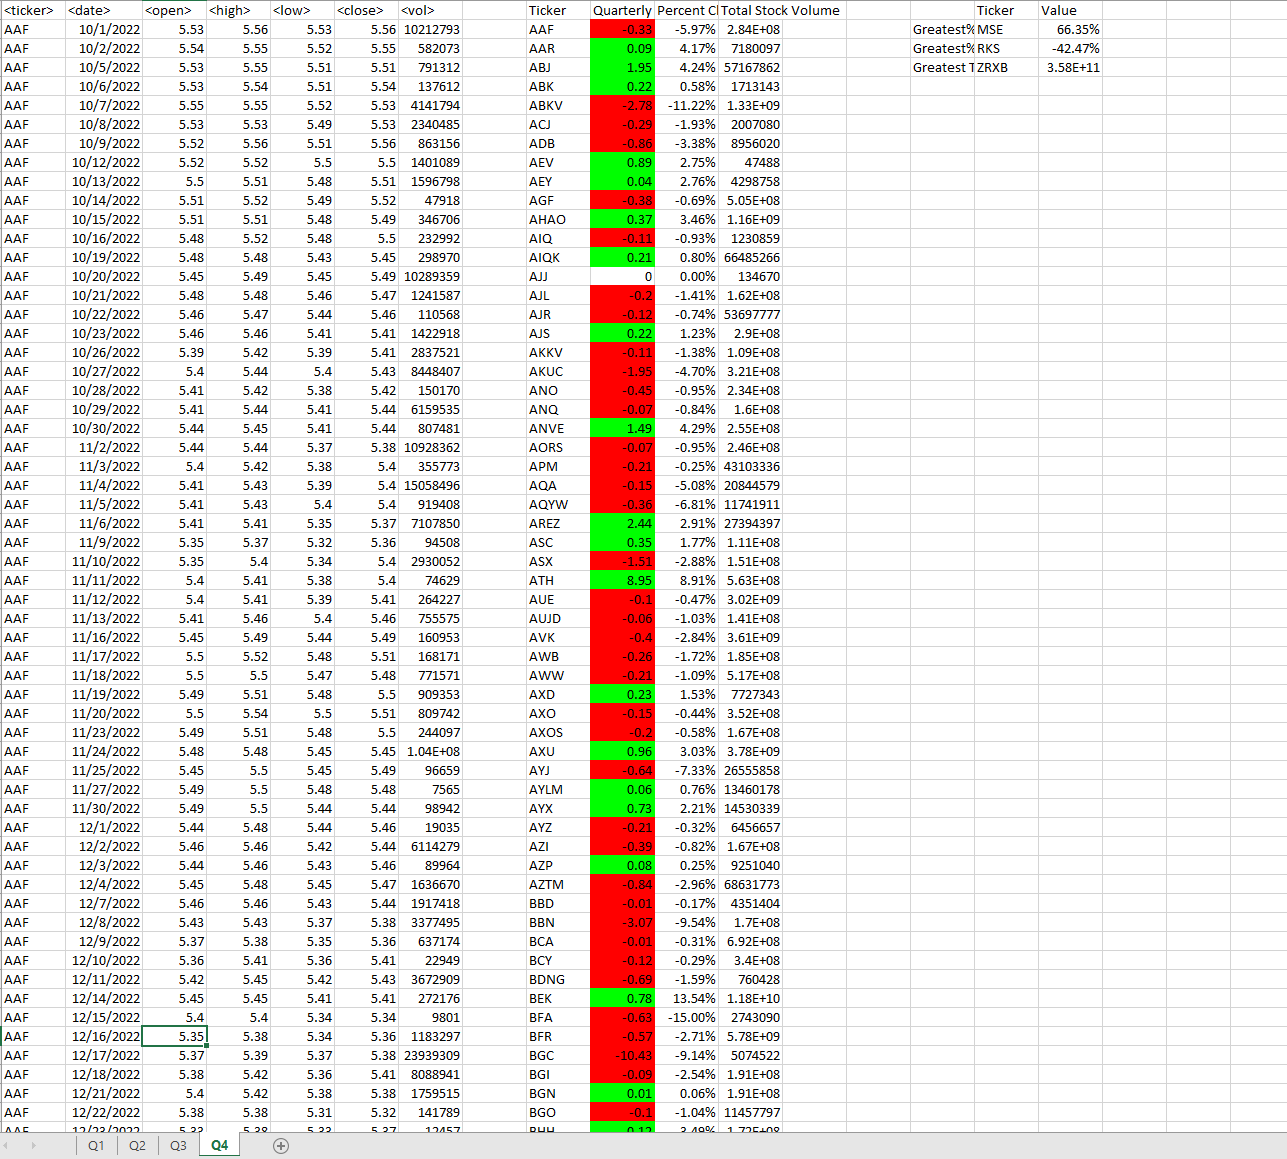 <ticker> <date> <open> <high> <low> <close> <vol> Ticker Quarterly Percent C Total Stock Volume Ticker Value
AAF 10/1/2022 5.53 5.56 5.53 5.56 10212793 AAF -0.33 -5.97% 2.84E+08 Greatest% MSE 66.35%
AAF 10/2/2022 5.54 5.55 5.55 5.55 582073 AAR 0.09 4.17% 7180097 Greatest% RKS -42.47%
AAF 10/5/2022 5.53 5.55 5.51 5.51 791312 ABJ 1.95 4.24% 57167862 Greatest T ZRXB 3.58E+11
AAF 10/6/2022 5.53 5.54 5.51 5.54 137612 ABK 0.22 0.58% 1713143
AAF 10/7/2022 5.55 5.55 5.52 5.53 4141794 ABKV -2.78 -11.22% 1.33E+09
AAF 10/8/2022 5.53 5.53 5.49 5.53 2340485 ACJ -0.29 -1.93% 2007080
AAF 10/9/2022 5.52 5.56 5.51 5.56 863156 ADB -0.86 -3.38% 8956020
AAF 10/12/2022 5.52 5.52 5.5 5.5 1401089 AEV 0.89 2.75% 47488
AAF 10/13/2022 5.5 5.51 5.48 5.51 1596798 AEY 0.04 2.76% 4298758
AAF 10/14/2022 5.51 5.52 5.49 5.52 47918 AGF -0.38 -0.69% 5.05E+08
AAF 10/15/2022 5.51 5.51 5.48 5.49 346706 AHAO 0.37 3.46% 1.16E+09
AAF 10/16/2022 5.48 5.52 5.48 5.5 232992 AIQ -0.11 -0.93% 1230859
AAF 10/19/2022 5.48 5.48 5.43 5.45 298970 AIQK 0.21 0.80% 66485266
AAF 10/20/2022 5.45 5.49 5.45 5.49 10289359 AJJ 0 0.00% 134670
AAF 10/21/2022 5.48 5.48 5.46 5.47 1241587 AJL -0.2 -1.41% 1.62E+08
AAF 10/22/2022 5.46 5.47 5.44 5.46 110568 AJR -0.12 -0.74% 53697777
AAF 10/23/2022 5.46 5.46 5.41 5.41 1422918 AJS 0.22 1.23% 2.9E+08
AAF 10/26/2022 5.39 5.42 5.39 5.41 2837521 AKKV -0.11 -1.38% 1.09E+08
AAF 10/27/2022 5.4 5.44 5.4 5.43 8448407 AKUC -1.95 -4.70% 3.21E+08
AAF 10/28/2022 5.41 5.42 5.38 5.42 150170 ANO -0.45 -0.95% 2.34E+08
AAF 10/29/2022 5.41 5.44 5.41 5.44 6159535 ANQ -0.07 -0.84% 1.6E+08
AAF 10/30/2022 5.44 5.45 5.41 5.44 807481 ANVE 1.49 4.29% 2.55E+08
AAF 11/2/2022 5.44 5.44 5.37 5.38 10928362 AORS -0.07 -0.95% 2.46E+08
AAF 11/3/2022 5.4 5.42 5.38 5.4 355773 APM -0.21 -0.25% 43103336
AAF 11/4/2022 5.41 5.43 5.39 5.4 15058496 AQA -0.15 -5.08% 20844579
AAF 11/5/2022 5.41 5.43 5.4 5.4 919408 AQYW -0.36 -6.81% 11741911
AAF 11/6/2022 5.41 5.41 5.35 5.37 7107850 AREZ 2.44 2.91% 27394397
AAF 11/9/2022 5.35 5.37 5.32 5.36 94508 ASC 0.35 1.77% 1.11E+08
AAF 11/10/2022 5.35 5.4 5.34 5.4 2930052 ASX -1.51 -2.88% 1.51E+08
AAF 11/11/2022 5.4 5.41 5.38 5.4 74629 ATH 8.95 8.91% 5.63E+08
AAF 11/12/2022 5.4 5.41 5.39 5.41 264227 AUE -0.1 -0.47% 3.02E+09
AAF 11/13/2022 5.41 5.46 5.4 5.46 755575 AUJD -0.06 -1.03% 1.41E+08
AAF 11/16/2022 5.45 5.49 5.44 5.49 160953 AVK -0.4 -2.84% 3.61E+09
AAF 11/17/2022 5.5 5.52 5.48 5.51 168171 AWB -0.26 -1.72% 1.85E+08
AAF 11/18/2022 5.5 5.5 5.47 5.48 771571 AWW -0.21 -1.09% 5.17E+08
AAF 11/19/2022 5.49 5.51 5.48 5.5 909353 AXD 0.23 1.53% 7727343
AAF 11/20/2022 5.5 5.54 5.5 5.51 809742 AXO -0.15 -0.44% 3.52E+08
AAF 11/23/2022 5.49 5.51 5.48 5.5 244097 AXOS -0.2 -0.58% 1.67E+08
AAF 11/24/2022 5.48 5.48 5.45 5.45 1.04E+08 AXU 0.96 3.03% 3.78E+09
AAF 11/25/2022 5.45 5.5 5.45 5.49 96659 AYJ -0.64 -7.33% 26555858
AAF 11/27/2022 5.49 5.5 5.48 5.48 7565 AYLM 0.06 0.76% 13460178
AAF 11/30/2022 5.49 5.5 5.44 5.44 98942 AYX 0.73 2.21% 14530339
AAF 12/1/2022 5.44 5.48 5.44 5.46 19035 AYZ -0.21 -0.32% 6456657
AAF 12/2/2022 5.46 5.46 5.42 5.44 6114279 AZI -0.39 -0.82% 1.67E+08
AAF 12/3/2022 5.44 5.46 5.43 5.46 89964 AZP 0.08 0.25% 9251040
AAF 12/4/2022 5.45 5.48 5.45 5.47 1636670 AZTM -0.84 -2.96% 68631773
AAF 12/7/2022 5.46 5.46 5.43 5.44 1917418 BBD -0.01 -0.17% 4351404
AAF 12/8/2022 5.43 5.43 5.37 5.38 3377495 BBN -3.07 -9.54% 1.7E+08
AAF 12/9/2022 5.37 5.38 5.35 5.36 637174 BCA -0.01 -0.31% 6.92E+08
AAF 12/10/2022 5.36 5.41 5.36 5.41 22949 BCY -0.12 -0.29% 3.4E+08
AAF 12/11/2022 5.42 5.45 5.42 5.43 3672909 BDNG -0.69 -1.59% 760428
AAF 12/14/2022 5.45 5.45 5.41 5.41 272176 BEK 0.78 13.54% 1.18E+10
AAF 12/15/2022 5.4 5.4 5.34 5.34 9801 BFA -0.63 -15.00% 2743090
AAF 12/16/2022 5.35 5.38 5.34 5.36 1183297 BFR -0.57 -2.71% 5.78E+09
AAF 12/17/2022 5.37 5.39 5.37 5.38 23939309 BGC -10.43 -9.14% 5074522
AAF 12/18/2022 5.38 5.42 5.36 5.41 8088941 BGI -0.09 -2.54% 1.91E+08
AAF 12/21/2022 5.4 5.42 5.38 5.38 1759515 BGN 0.01 0.06% 1.91E+08
AAF 12/22/2022 5.38 5.38 5.31 5.32 141789 BGO -0.1 -1.04% 11457797
AAF 12/23/2022 5.33 5.38 5.33 5.37 12457 BHH 0.12 3.49% 1.72E+08
Q1 Q2 Q3 Q4